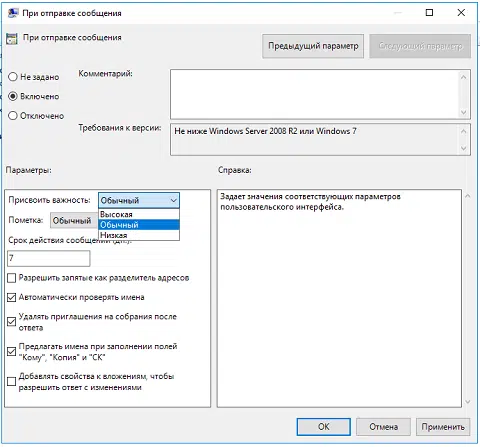 При отправке сообщения
При отправке сообщения
Предыдущий параметр
Следующий параметр
Не задано
Комментарий:
Включено
Отключено
Требования к версии:
Не ниже Windows Server 2008 R2 или Windows 7
Параметры:
Справка:
Присвоить важность:
Обычный
Высокая
Обычный
Низкая
Пометка:
Обычный
Срок действия сообщений (дн.):
7
Разрешить запятые как разделитель адресов
Автоматически проверять имена
Удалять приглашения на собрания после
ответа
Предлагать имена при заполнении полей
"Кому", "Копия" и "СК"
Добавлять свойства к вложениям, чтобы
разрешить ответ с изменениями
Задает значения соответствующих параметров
пользовательского интерфейса.
ОК
Отмена
Применить